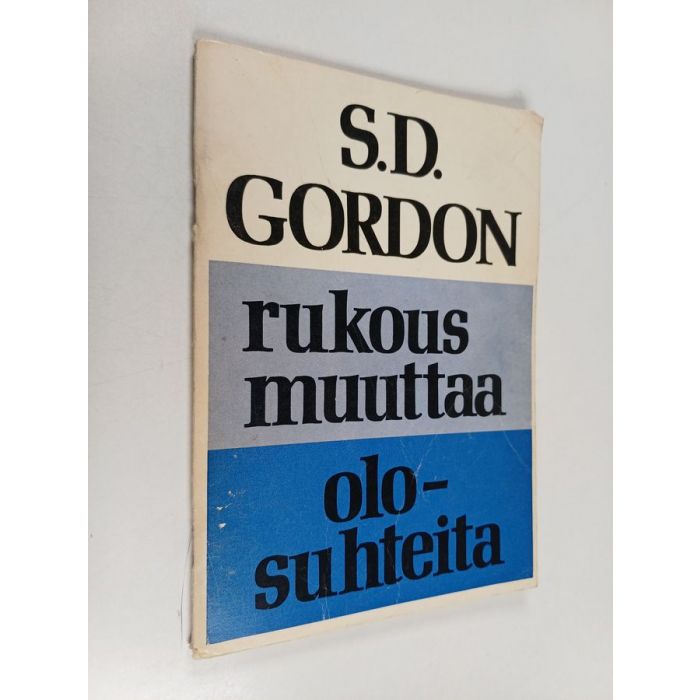 S.D.
GORDON
rukous
muuttaa
olo-
suhteita